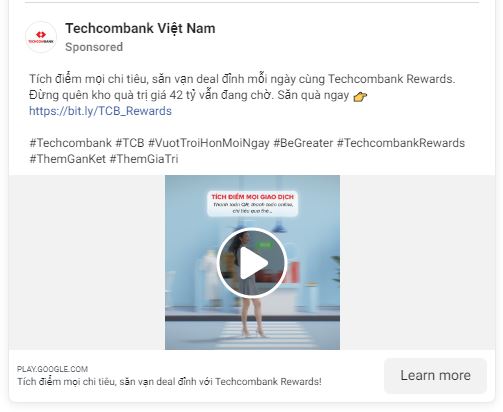 Techcombank Việt Nam
TECHCOMBANK
Sponsored
Tích điểm mọi chi tiêu, săn vạn deal đỉnh mỗi ngày cùng Techcombank Rewards.
Đừng quên kho quà trị giá 42 tỷ vẫn đang chờ. Săn quà ngay 👉
https://bit.ly/TCB_Rewards
#Techcombank #TCB #VuotTroiHonMoiNgay #BeGreater #TechcombankRewards
#ThemGanKet #ThemGiaTri
TÍCH ĐIỂM MỌI GIAO DỊCH
Thanh toán QR, thanh toán online,
chi tiêu qua thẻ...
PLAY.GOOGLE.COM
Tích điểm mọi chi tiêu, săn vạn deal đỉnh với Techcombank Rewards!
Learn more